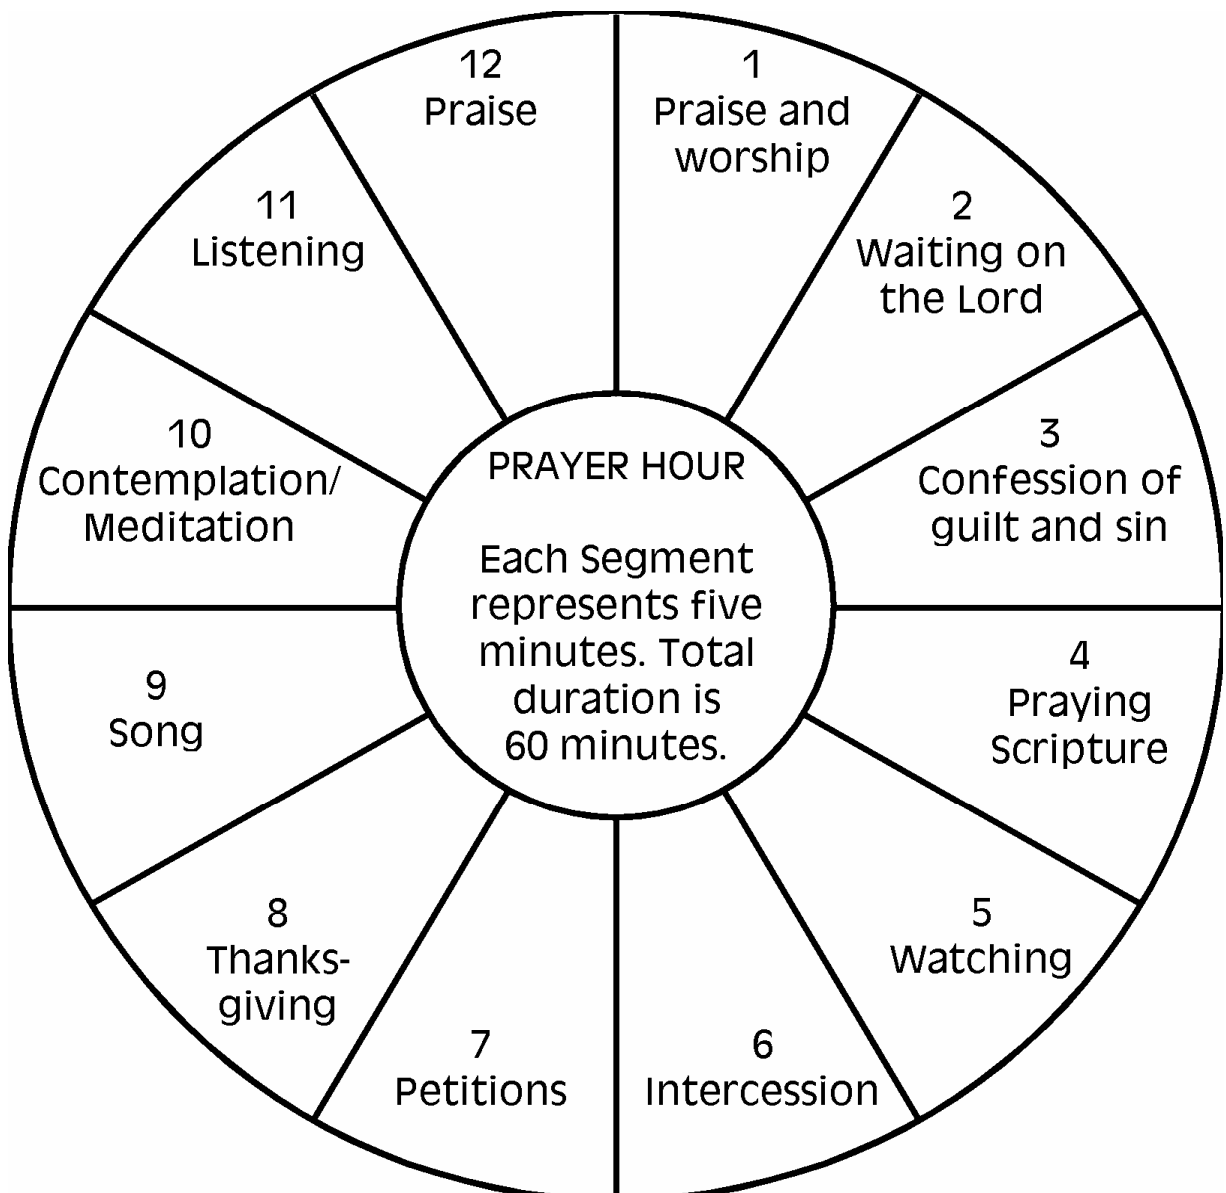 12
Praise
1
Praise and
worship
2
Waiting on
the Lord
3
Confession of
guilt and sin
4
Praying
Scripture
5
Watching
6
Intercession
7
Petitions
8
Thanks-
giving
9
Song
10
Contemplation/
Meditation
11
Listening
PRAYER HOUR
Each Segment
represents five
minutes. Total
duration is
60 minutes.